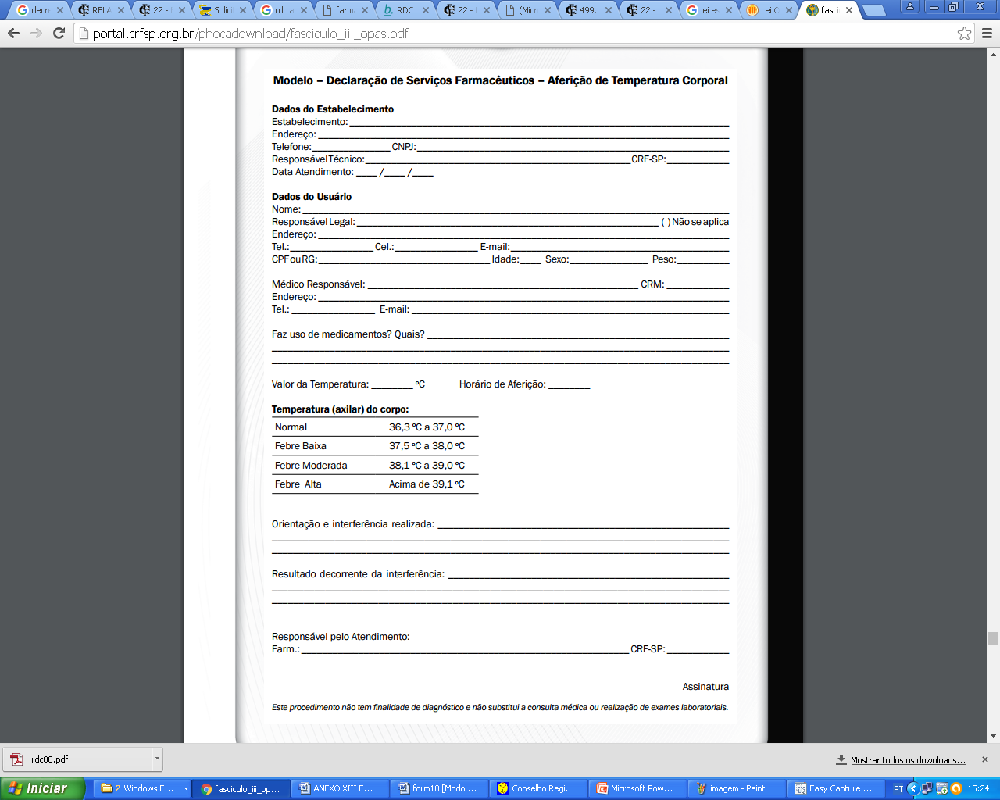 decr
RELA
22 -
Solici
rdc a
farm
RDC
22 -
(Micr
499.
22 -
lei es
Lei C
fasci
portal.crfsp.org.br/phocadownload/fasciculo_iii_opas.pdf
Modelo – Declaração de Serviços Farmacêuticos – Aferição de Temperatura Corporal
Dados do Estabelecimento
Estabelecimento:
Endereço:
Telefone: CNPJ:
Responsável Técnico: CRF-SP:
Data Atendimento: ____ /____ /____
Dados do Usuário
Nome:
Responsável Legal: ( ) Não se aplica
Endereço:
Tel.: Cel.: E-mail:
CPF ou RG: Idade: Sexo: Peso:
Médico Responsável: CRM:
Endereço:
Tel.: E-mail:
Faz uso de medicamentos? Quais?
Valor da Temperatura: ________ ºC Horário de Aferição: ________
Temperatura (axilar) do corpo:
Normal 36,3 ºC a 37,0 ºC
Febre Baixa 37,5 ºC a 38,0 ºC
Febre Moderada 38,1 ºC a 39,0 ºC
Febre Alta Acima de 39,1 ºC
Orientação e interferência realizada:
Resultado decorrente da interferência:
Responsável pelo Atendimento:
Farm.: CRF-SP:
Assinatura
Este procedimento não tem finalidade de diagnóstico e não substitui a consulta médica ou realização de exames laboratoriais.
rdc80.pdf
Mostrar todos os downloads...
Iniciar
2 Windows E...
fasciculo_iii_op...
ANEXO XIII F...
form10 [Modo ...
Conselho Regi...
Microsoft Pow...
imagem - Paint
Easy Capture ...
PT
15:24